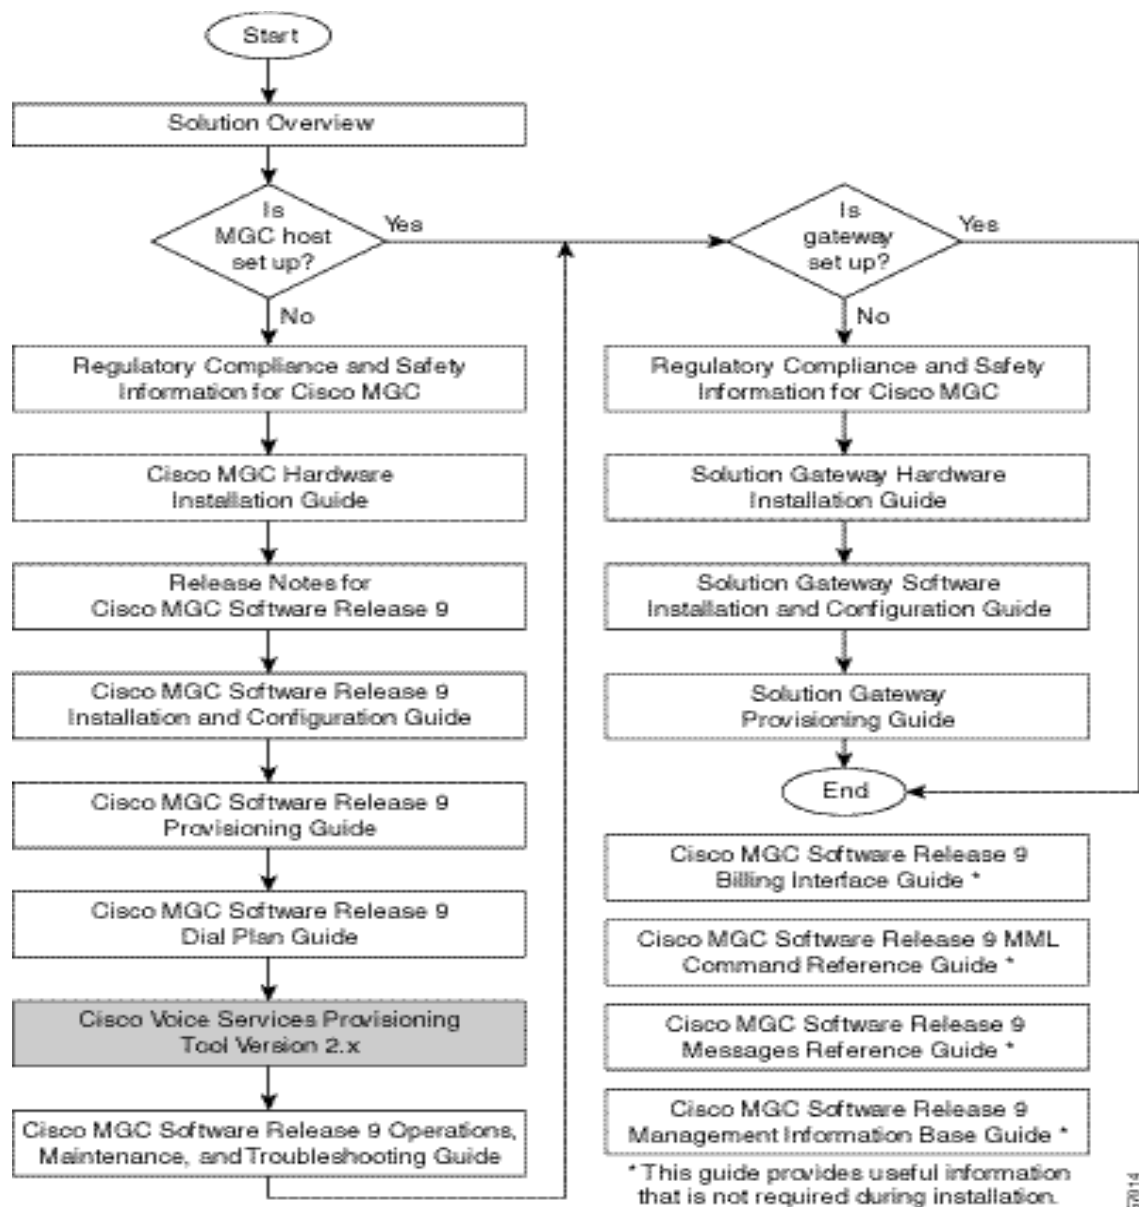 Start
Solution Overview
Is
MGC host
set up?
Yes
No
Regulatory Compliance and Safety
Information for Cisco MGC
Cisco MGC Hardware
Installation Guide
Release Notes for
Cisco MGC Software Release 9
Cisco MGC Software Release 9
Installation and Configuration Guide
Cisco MGC Software Release 9
Provisioning Guide
Cisco MGC Software Release 9
Dial Plan Guide
Cisco Voice Services Provisioning
Tool Version 2.x
Cisco MGC Software Release 9 Operations,
Maintenance, and Troubleshooting Guide
Is
gateway
set up?
Yes
No
Regulatory Compliance and Safety
Information for Cisco MGC
Solution Gateway Hardware
Installation Guide
Solution Gateway Software
Installation and Configuration Guide
Solution Gateway
Provisioning Guide
End
Cisco MGC Software Release 9
Billing Interface Guide *
Cisco MGC Software Release 9 MML
Command Reference Guide *
Cisco MGC Software Release 9
Messages Reference Guide *
Cisco MGC Software Release 9
Management Information Base Guide *
* This guide provides useful information
that is not required during installation.